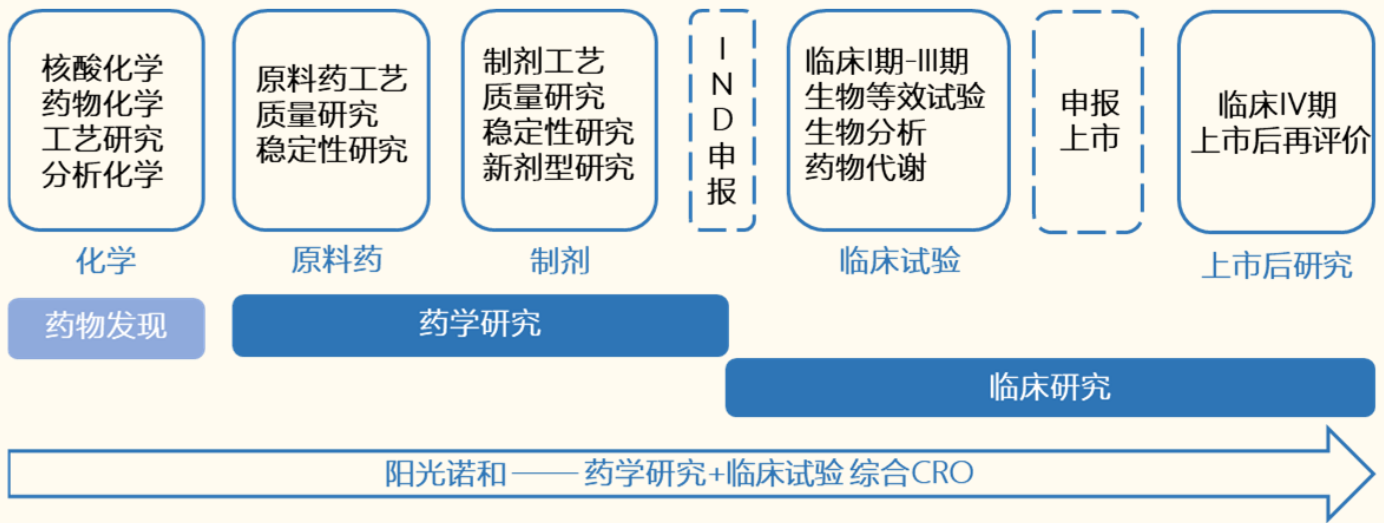 核酸化学
药物化学
工艺研究
分析化学
原料药工艺
质量研究
稳定性研究
制剂工艺
质量研究
稳定性研究
新剂型研究
I
N
D
申
报
临床I期-III期
生物等效试验
生物分析
药物代谢
申报
上市
临床IV期
上市后再评价
化学
原料药
制剂
临床试验
上市后研究
药物发现
药学研究
临床研究
阳光诺和 —— 药学研究+临床试验 综合CRO